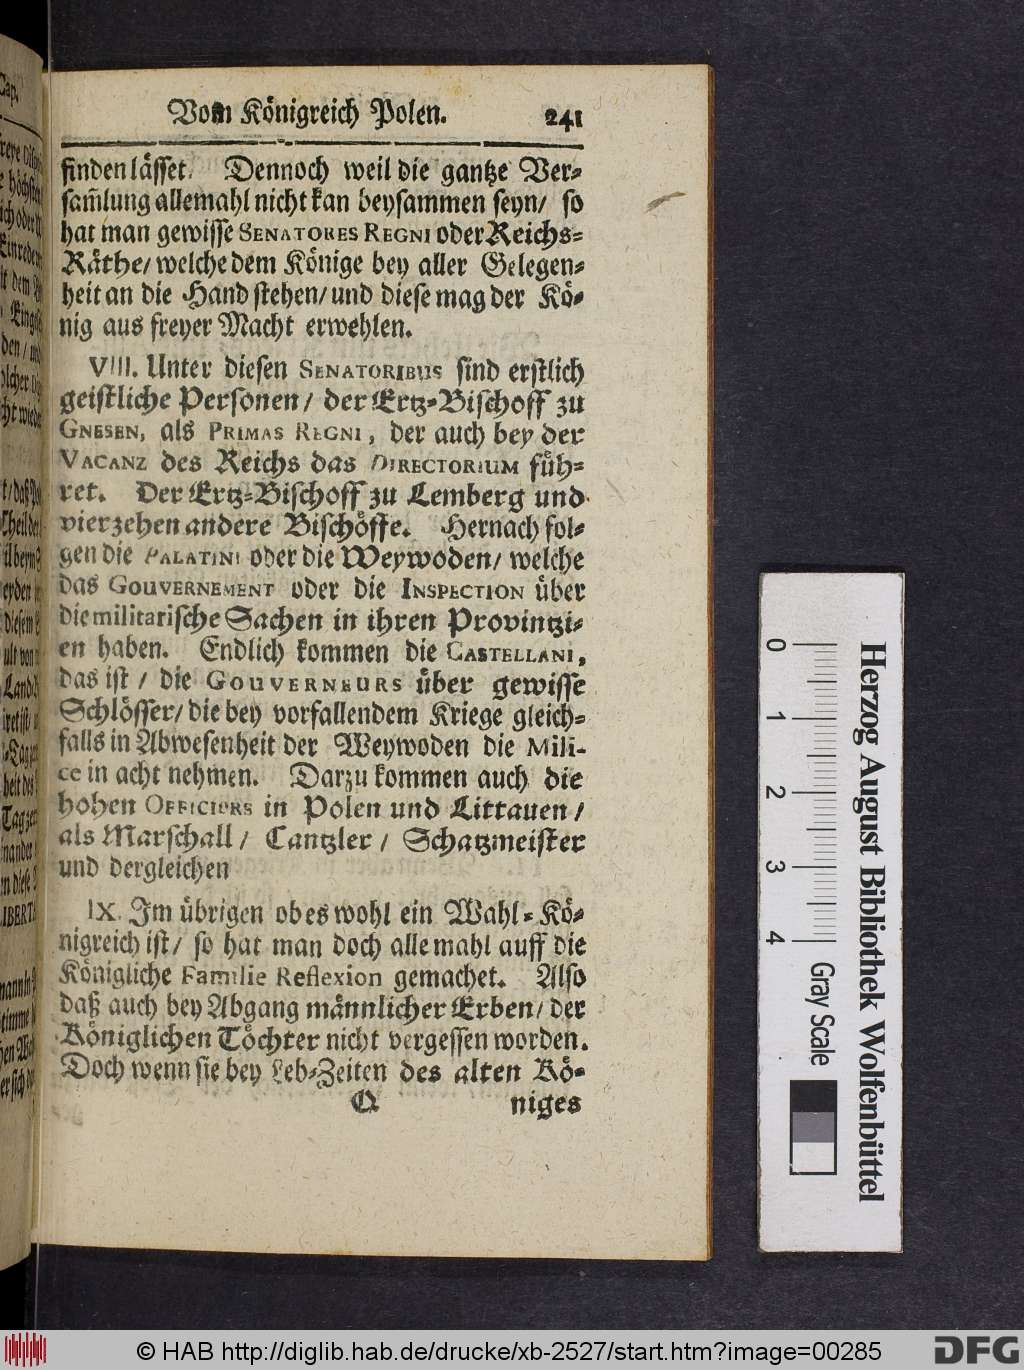 Vom Königreich Polen. 241
finden lässet. Dennoch weil die gantze Ver-
sam̃lung allemahl nicht kan beysammen seyn/ so
hat man gewisse SENATORES REGNI oder Reichs-
Räthe/ welche dem Könige bey aller Gelegen-
heit an die Hand stehen/ und diese mag der Kö-
nig aus freyer Macht erwehlen.
VIII. Unter diesen SENATORIBUS sind erstlich
geistliche Personen/ der Ertz-Bischoff zu
GNESEN, als PRIMAS REGNI, der auch bey der
VACANZ des Reichs das DIRECTORIUM füh-
ret. Der Ertz-Bischoff zu Lemberg und
vierzehen andere Bischöffe. Hernach fol-
gen die PALATINI oder die Weywoden/ welche
das GOUVERNEMENT oder die INSPECTION über
die militarische Sachen in ihren Provintzi-
en haben. Endlich kommen die CASTELLANI,
das ist/ die GOUVERNEURS über gewisse
Schlösser/ die bey vorfallendem Kriege gleich-
falls in Abwesenheit der Weywoden die Mili-
ce in acht nehmen. Darzu kommen auch die
hohen OFFICIERS in Polen und Littauen/
als Marschall/ Cantzler/ Schatzmeister
und dergleichen
IX. Im übrigen ob es wohl ein Wahl-Kö-
nigreich ist/ so hat man doch allemahl auff die
Königliche Familie Reflexion gemachet. Also
daß auch bey Abgang männlicher Erben/ der
Königlichen Töchter nicht vergessen worden.
Doch wenn sie bey Leb-Zeiten des alten Kö-
Q niges
0 1 2 3 4 Gray Scale
Herzog August Bibliothek Wolfenbüttel
© HAB http://diglib.hab.de/drucke/xb-2527/start.htm?image=00285
DFG